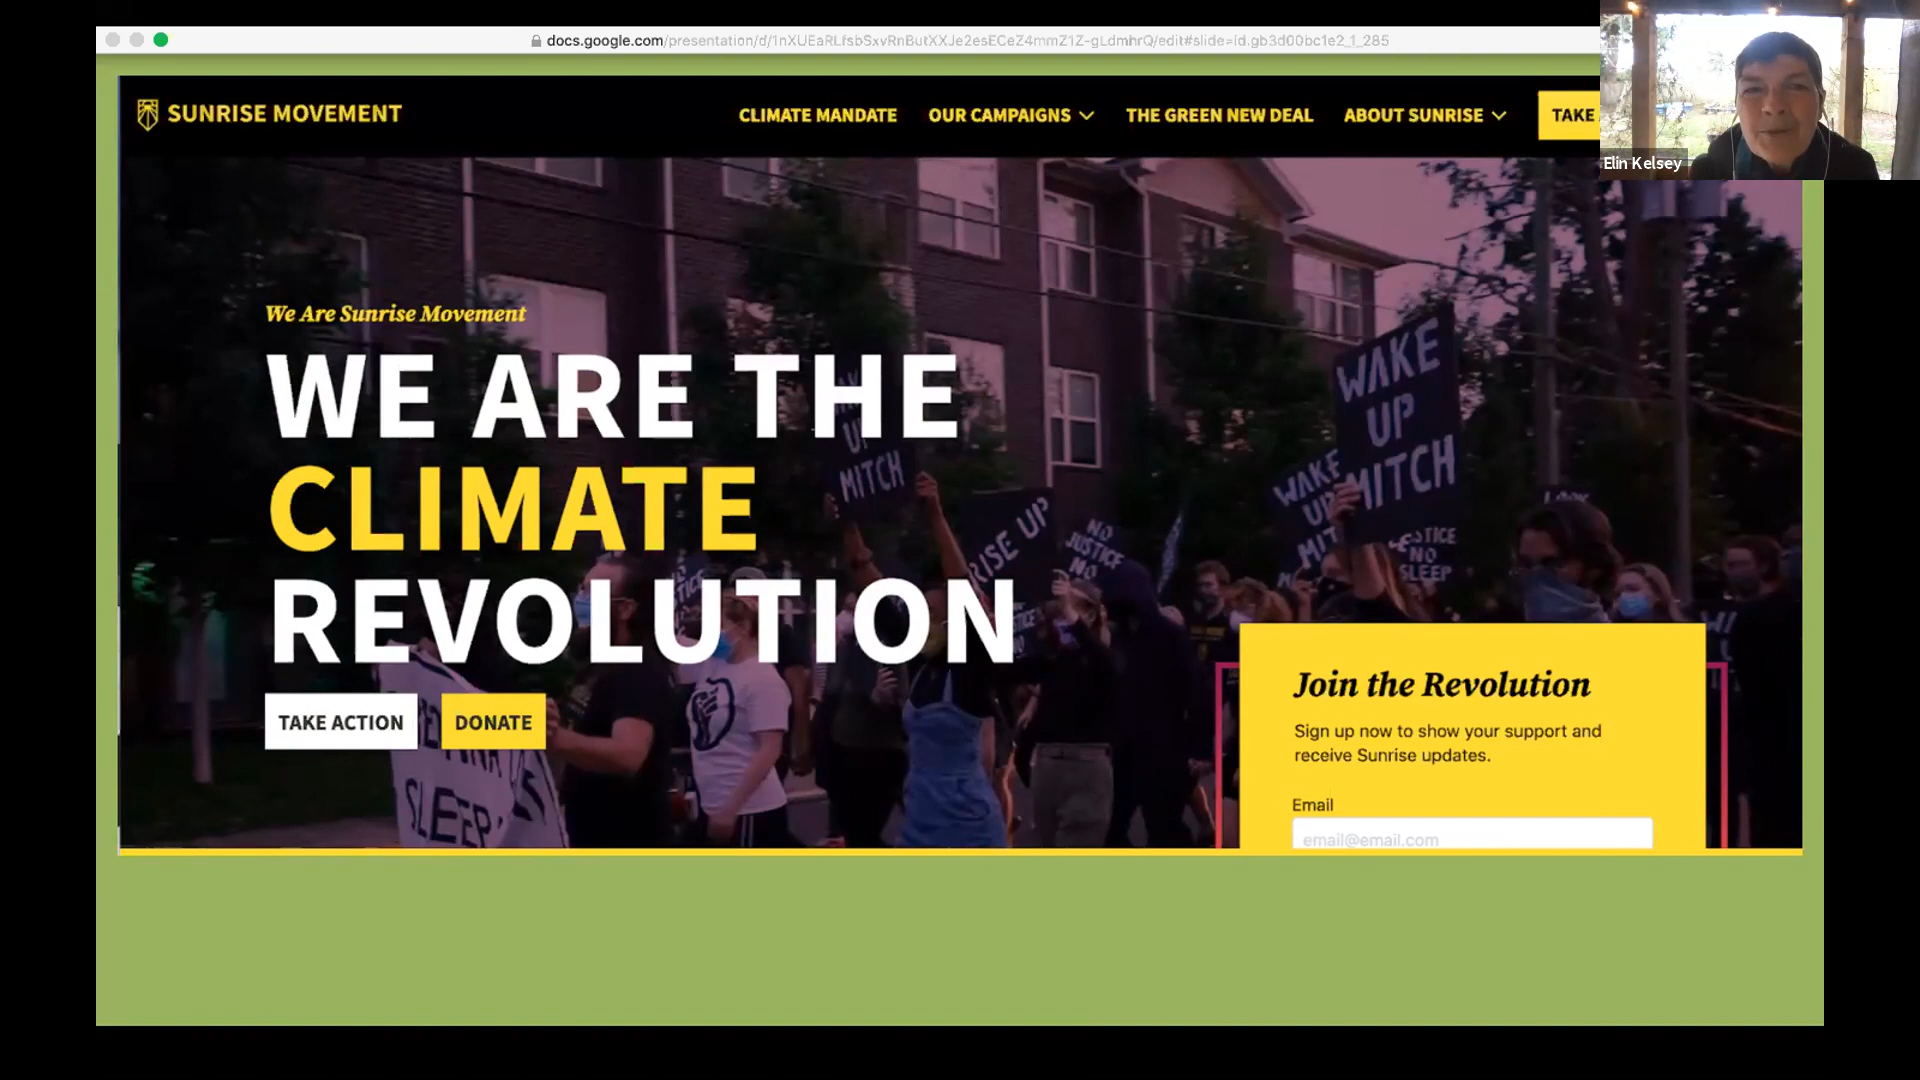 docs.google.com/presentation/d/1nXUEaRLfsbSxvRnButXXJe2esECeZ4mmZ1Z-gLdmhrQ/edit#slide=id.gb3d00bc1e2_1_285
SUNRISE MOVEMENT
CLIMATE MANDATE
OUR CAMPAIGNS
THE GREEN NEW DEAL
ABOUT SUNRISE
TAKE
Elin Kelsey
We Are Sunrise Movement
WE ARE THE
CLIMATE
REVOLUTION
TAKE ACTION
DONATE
UP
MITCH
RISE UP
NO
JUSTICE
NO
WAKE
UP
WAKE
UP
MITCH
NO
SLEEP
SLEEP
Join the Revolution
Sign up now to show your support and
receive Sunrise updates.
Email
email@email.com